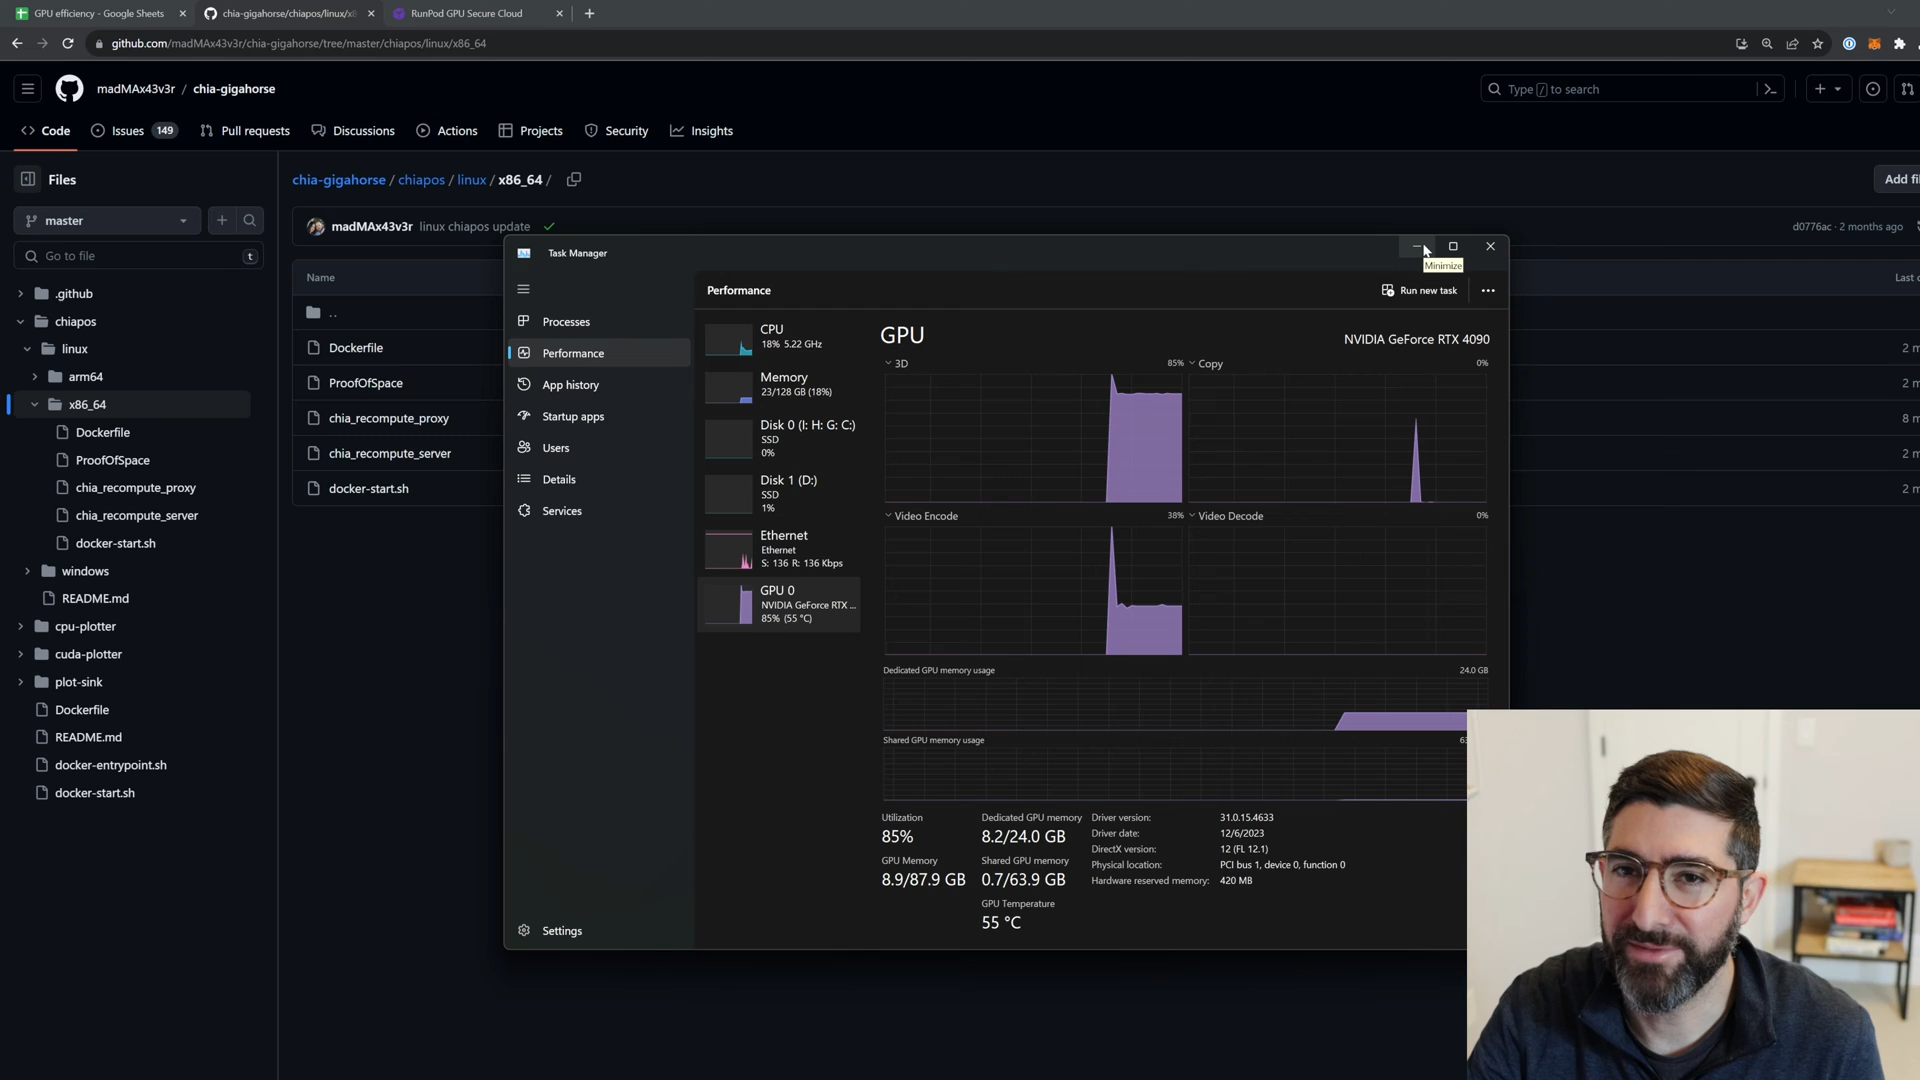 GPU efficiency - Google Sheets
chia-gigahorse/chiapos/linux/x8
RunPod GPU Secure Cloud
github.com/madMAx43v3r/chia-gigahorse/tree/master/chiapos/linux/x86_64
madMAx43v3r / chia-gigahorse
Type / to search
Code
Issues 149
Pull requests
Discussions
Actions
Projects
Security
Insights
Files
master
Go to file
t
.github
chiapos
linux
arm64
x86_64
Dockerfile
ProofOfSpace
chia_recompute_proxy
chia_recompute_server
docker-start.sh
windows
README.md
cpu-plotter
cuda-plotter
plot-sink
Dockerfile
README.md
docker-entrypoint.sh
docker-start.sh
chia-gigahorse / chiapos / linux / x86_64 /
Add fil
madMAx43v3r linux chiapos update
d0776ac · 2 months ago
Name
Last c
..
Dockerfile
2 m
ProofOfSpace
2 m
chia_recompute_proxy
8 m
chia_recompute_server
2 m
docker-start.sh
2 m
Task Manager
Minimize
Processes
Performance
App history
Startup apps
Users
Details
Services
Settings
Performance
Run new task
CPU
18% 5.22 GHz
Memory
23/128 GB (18%)
Disk 0 (I: H: G: C:)
SSD
0%
Disk 1 (D:)
SSD
1%
Ethernet
Ethernet
S: 136 R: 136 Kbps
GPU 0
NVIDIA GeForce RTX ...
85% (55 °C)
GPU
NVIDIA GeForce RTX 4090
3D
85%
Copy
0%
Video Encode
38%
Video Decode
0%
Dedicated GPU memory usage
24.0 GB
Shared GPU memory usage
63
Utilization
85%
Dedicated GPU memory
8.2/24.0 GB
GPU Memory
8.9/87.9 GB
Shared GPU memory
0.7/63.9 GB
GPU Temperature
55 °C
Driver version: 31.0.15.4633
Driver date: 12/6/2023
DirectX version: 12 (FL 12.1)
Physical location: PCI bus 1, device 0, function 0
Hardware reserved memory: 420 MB